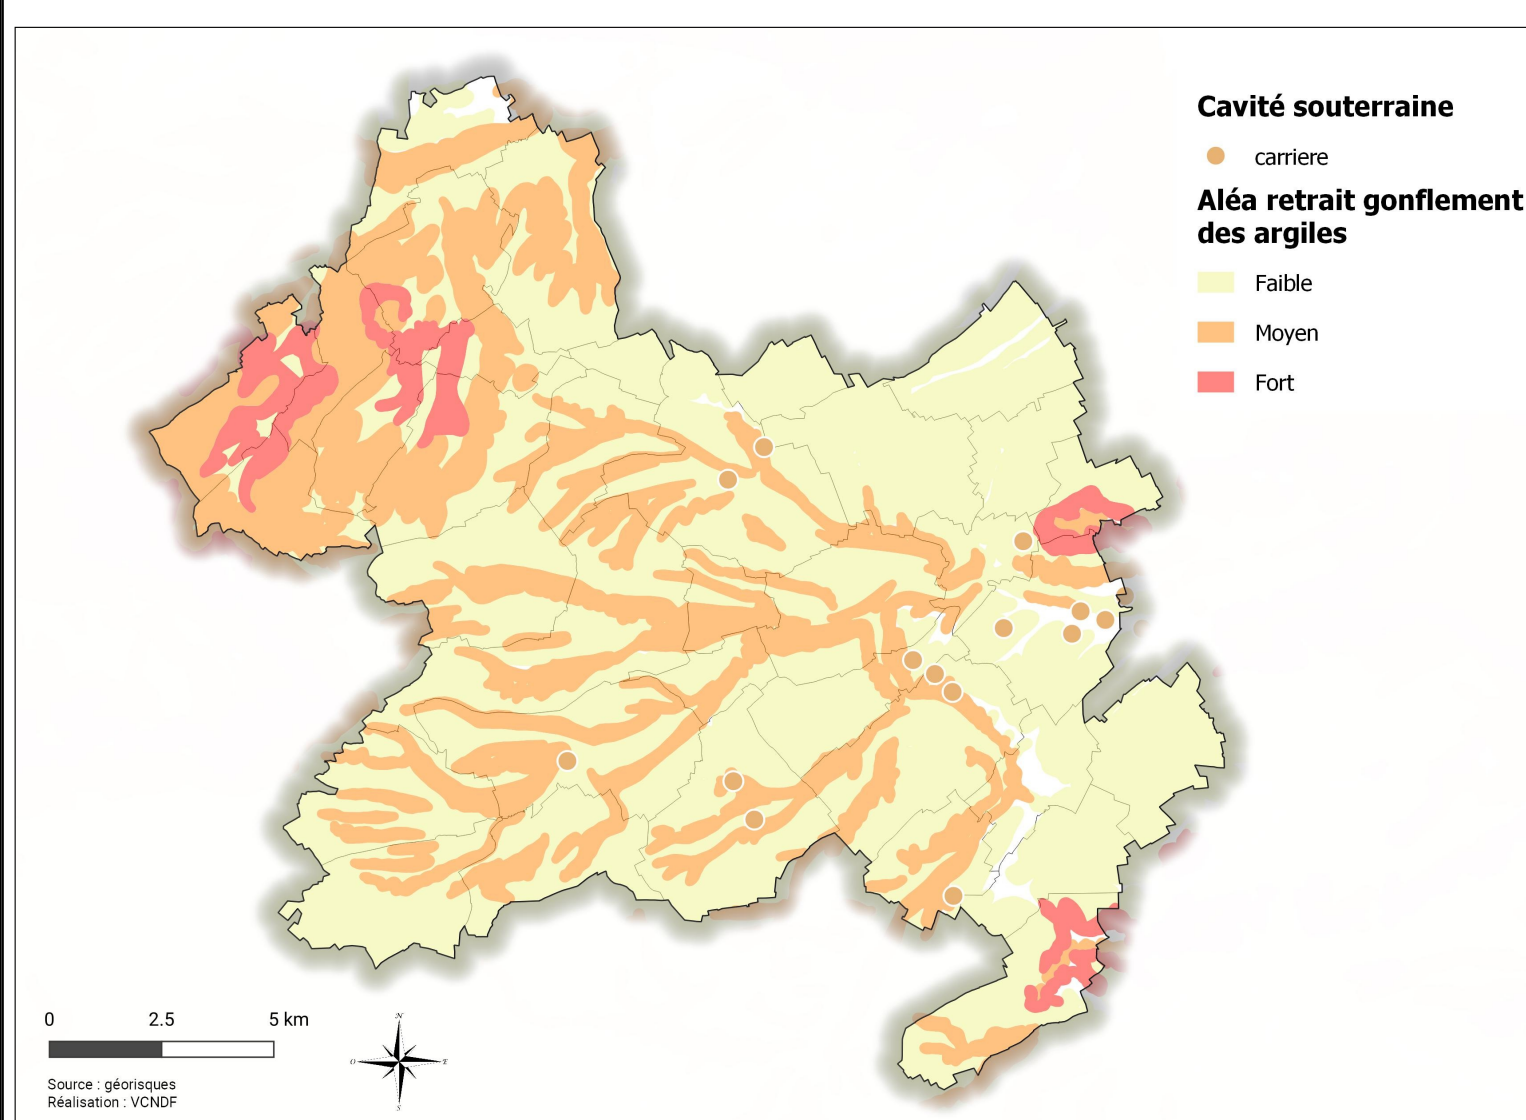 Cavité souterraine
carriere
Aléa retrait gonflement
des argiles
Faible
Moyen
Fort
0 2.5 5 km
N
O E
S
Source : géorisques
Réalisation : VCNDF